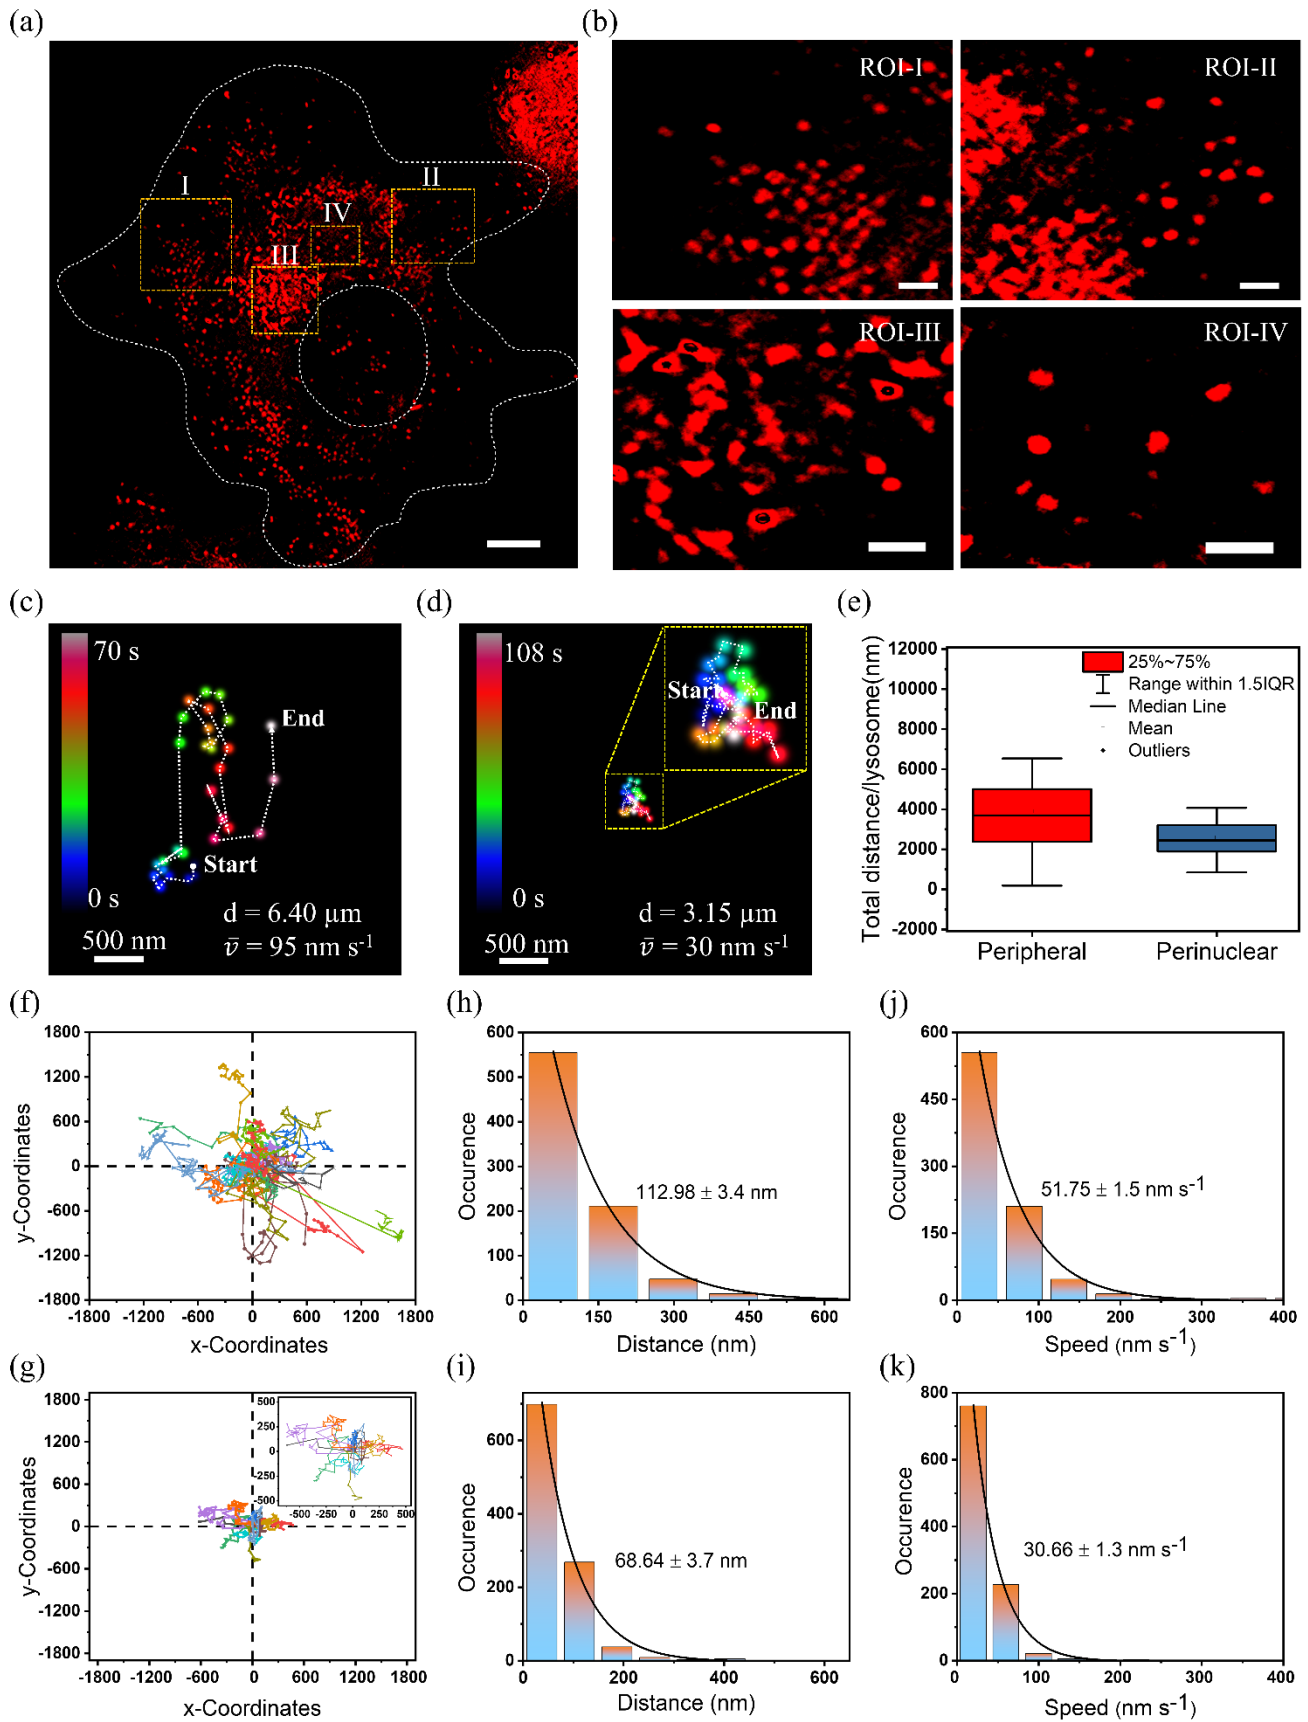 (a)
I
II
III
IV
(b)
ROI-I
ROI-II
ROI-III
ROI-IV
(c)
70 s
0 s
Start
End
d = 6.40 µm
v̄ = 95 nm s⁻¹
500 nm
(d)
108 s
0 s
Start
End
d = 3.15 µm
v̄ = 30 nm s⁻¹
500 nm
(e)
Total distance/lysosome(nm)
12000
10000
8000
6000
4000
2000
0
-2000
25%~75%
Range within 1.5IQR
Median Line
Mean
Outliers
Peripheral
Perinuclear
(f)
y-Coordinates
1800
1200
600
0
-600
-1200
-1800
-1800 -1200 -600 0 600 1200 1800
x-Coordinates
(h)
Occurence
600
500
400
300
200
100
0
112.98 ± 3.4 nm
0 150 300 450 600
Distance (nm)
(j)
Occurence
600
450
300
150
0
51.75 ± 1.5 nm s⁻¹
0 100 200 300 400
Speed (nm s⁻¹)
(g)
y-Coordinates
1800
1200
600
0
-600
-1200
-1800
500
250
0
-250
-500
-500 -250 0 250 500
-1800 -1200 -600 0 600 1200 1800
x-Coordinates
(i)
Occurence
600
400
200
0
68.64 ± 3.7 nm
0 200 400 600
Distance (nm)
(k)
Occurence
800
600
400
200
0
30.66 ± 1.3 nm s⁻¹
0 100 200 300 400
Speed (nm s⁻¹)